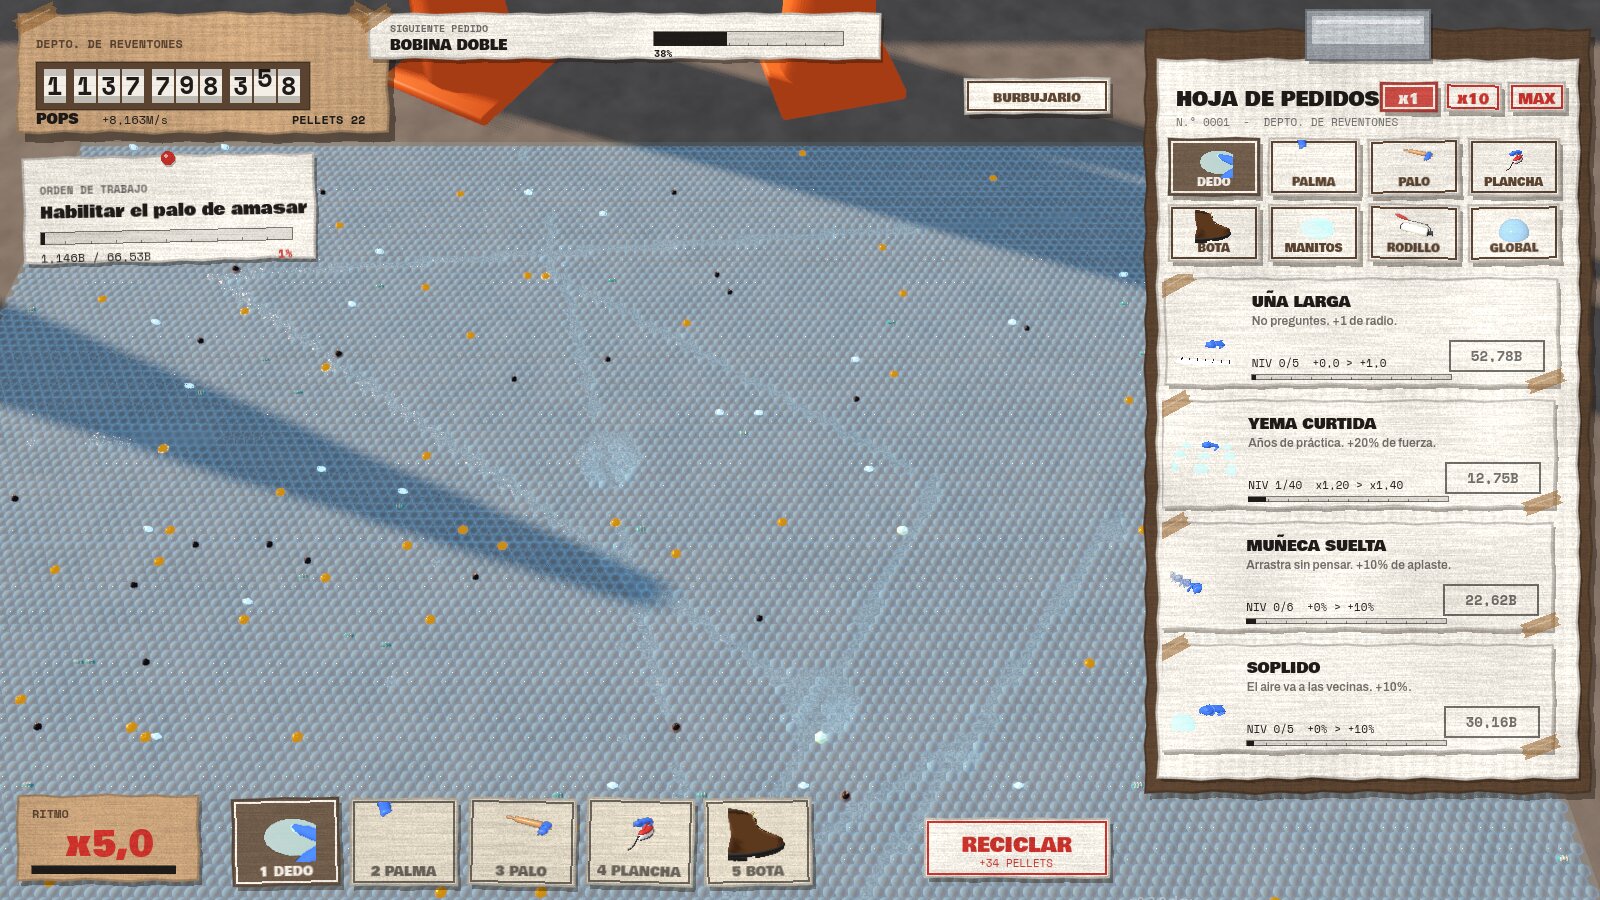 DEPTO. DE REVENTONES
1 137 798 358
POPS +8,163M/s PELLETS 22
SIGUIENTE PEDIDO
BOBINA DOBLE
38%
BURBUJARIO
ORDEN DE TRABAJO
Habilitar el palo de amasar
1,146B / 66,53B 1%
HOJA DE PEDIDOS x1 x10 MAX
N.° 0001 - DEPTO. DE REVENTONES
DEDO PALMA PALO PLANCHA
BOTA MANITOS RODILLO GLOBAL
UÑA LARGA
No preguntes. +1 de radio.
NIV 0/5 +0,0 > +1,0 52,78B
YEMA CURTIDA
Años de práctica. +20% de fuerza.
NIV 1/40 x1,20 > x1,40 12,75B
MUÑECA SUELTA
Arrastra sin pensar. +10% de aplaste.
NIV 0/6 +0% > +10% 22,62B
SOPLIDO
El aire va a las vecinas. +10%.
NIV 0/5 +0% > +10% 30,16B
RITMO
x5,0
1 DEDO 2 PALMA 3 PALO 4 PLANCHA 5 BOTA
RECICLAR
+34 PELLETS